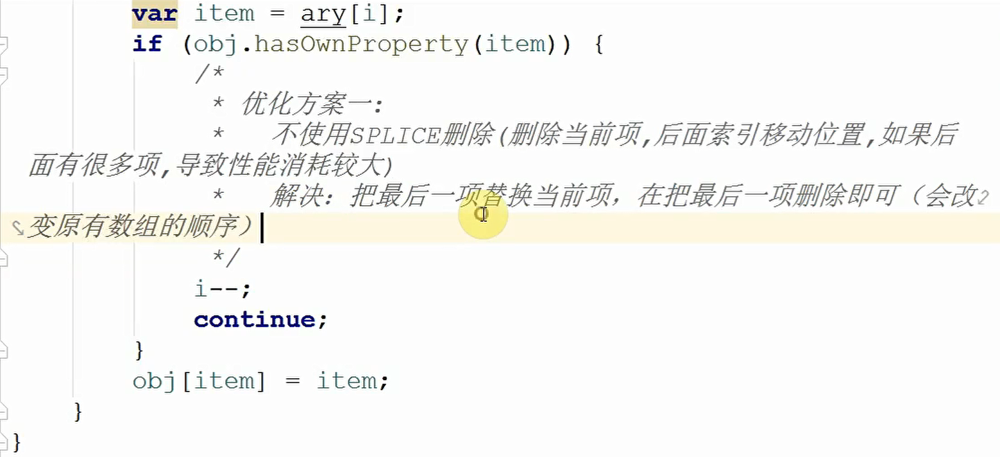 var item = ary[i];
if (obj.hasOwnProperty(item)) {
/*
* 优化方案一:
* 不使用SPLICE删除(删除当前项,后面索引移动位置,如果后
面有很多项,导致性能消耗较大)
* 解决：把最后一项替换当前项，在把最后一项删除即可（会改
变原有数组的顺序）
*/
i--;
continue;
}
obj[item] = item;
}
}